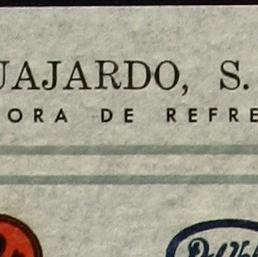 UAJARDO, S.
ORA DE REFRE